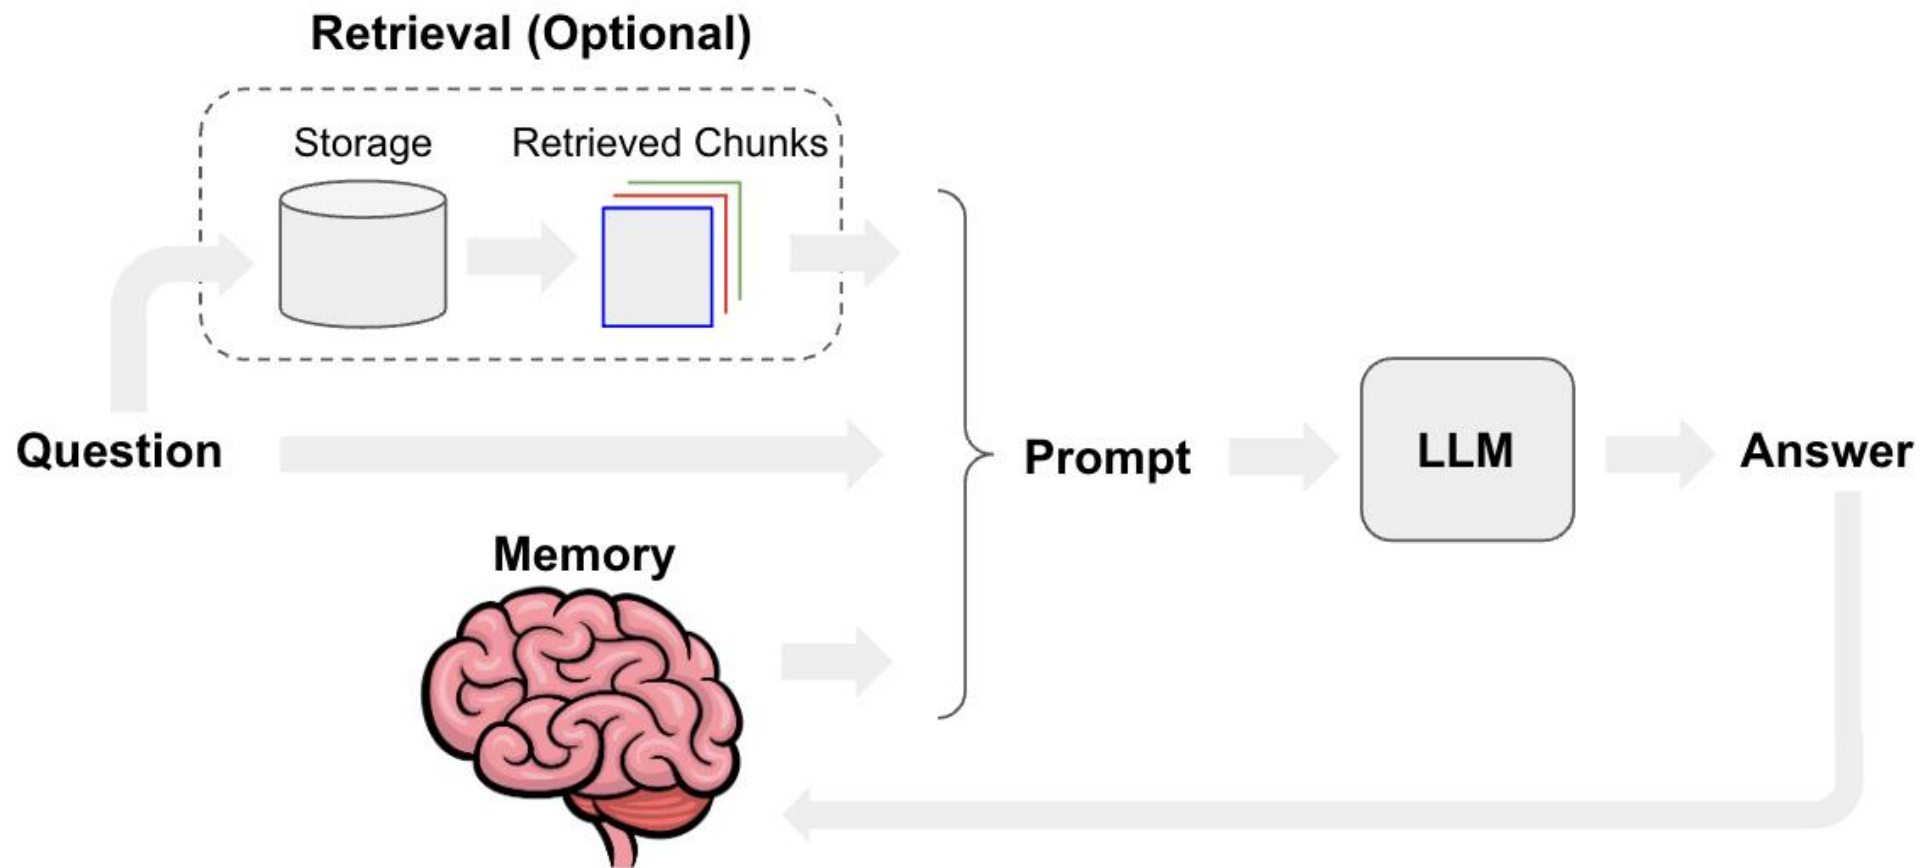 Retrieval (Optional)
Storage
Retrieved Chunks
Question
Prompt
LLM
Answer
Memory